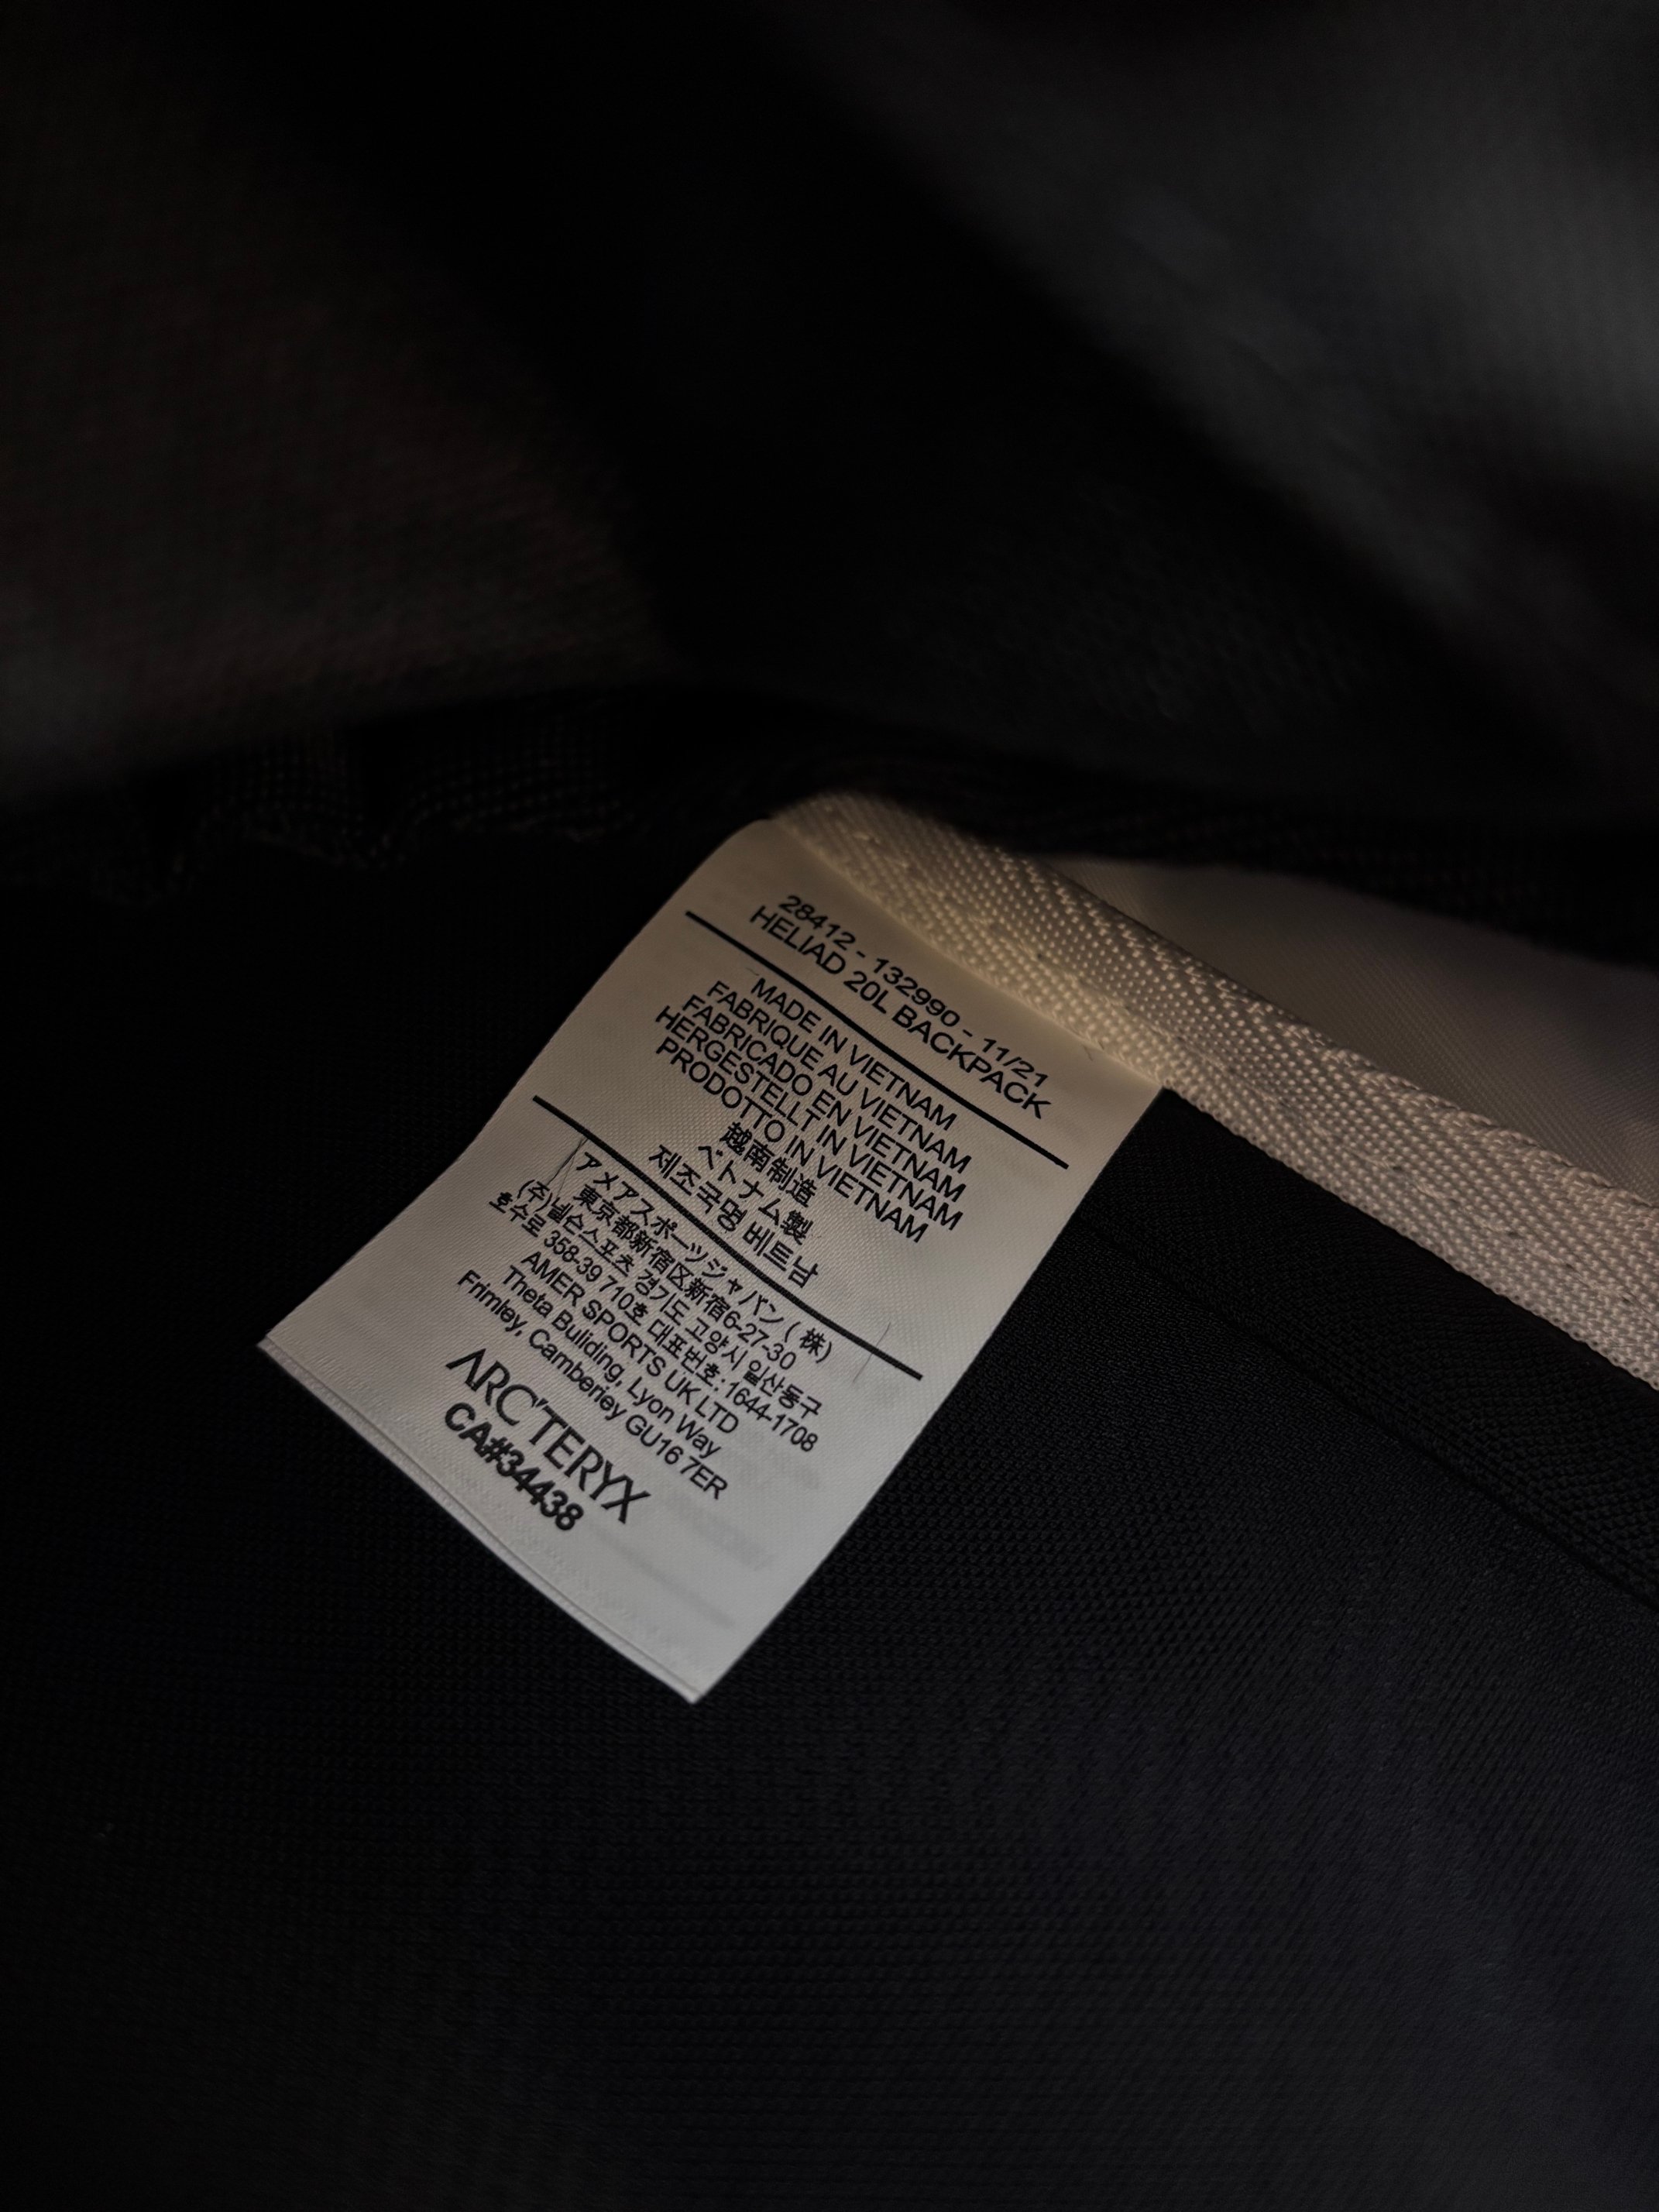 28412 - 132990 - 11/21
HELIAD 20L BACKPACK
MADE IN VIETNAM
FABRIQUE AU VIETNAM
FABRICADO EN VIETNAM
HERGESTELLT IN VIETNAM
PRODOTTO IN VIETNAM
越南制造
ベトナム製
제조국명 베트남
アメアスポーツジャパン ( 株)
東京都新宿区新宿6-27-30
(주)넬슨스포츠 경기도 고양시 일산동구
호수로 358-39 710호 대표번호: 1644-1708
AMER SPORTS UK LTD
Theta Buliding, Lyon Way
Frimley, Camberley GU16 7ER
ARC'TERYX
CA#34438